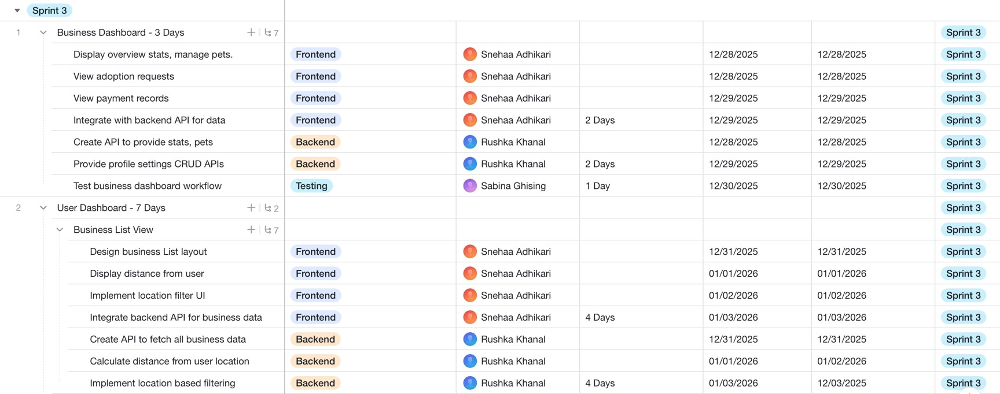 Sprint 3
1 Business Dashboard - 3 Days 7 Sprint 3
Display overview stats, manage pets. Frontend Snehaa Adhikari 12/28/2025 12/28/2025 Sprint 3
View adoption requests Frontend Snehaa Adhikari 12/28/2025 12/28/2025 Sprint 3
View payment records Frontend Snehaa Adhikari 12/29/2025 12/29/2025 Sprint 3
Integrate with backend API for data Frontend Snehaa Adhikari 2 Days 12/29/2025 12/29/2025 Sprint 3
Create API to provide stats, pets Backend Rushka Khanal 12/28/2025 12/28/2025 Sprint 3
Provide profile settings CRUD APIs Backend Rushka Khanal 2 Days 12/29/2025 12/29/2025 Sprint 3
Test business dashboard workflow Testing Sabina Ghising 1 Day 12/30/2025 12/30/2025 Sprint 3
2 User Dashboard - 7 Days 2 Sprint 3
Business List View 7 Sprint 3
Design business List layout Frontend Snehaa Adhikari 12/31/2025 12/31/2025 Sprint 3
Display distance from user Frontend Snehaa Adhikari 01/01/2026 01/01/2026 Sprint 3
Implement location filter UI Frontend Snehaa Adhikari 01/02/2026 01/02/2026 Sprint 3
Integrate backend API for business data Frontend Snehaa Adhikari 4 Days 01/03/2026 01/03/2026 Sprint 3
Create API to fetch all business data Backend Rushka Khanal 12/31/2025 12/31/2025 Sprint 3
Calculate distance from user location Backend Rushka Khanal 01/01/2026 01/02/2026 Sprint 3
Implement location based filtering Backend Rushka Khanal 4 Days 01/03/2026 12/03/2025 Sprint 3